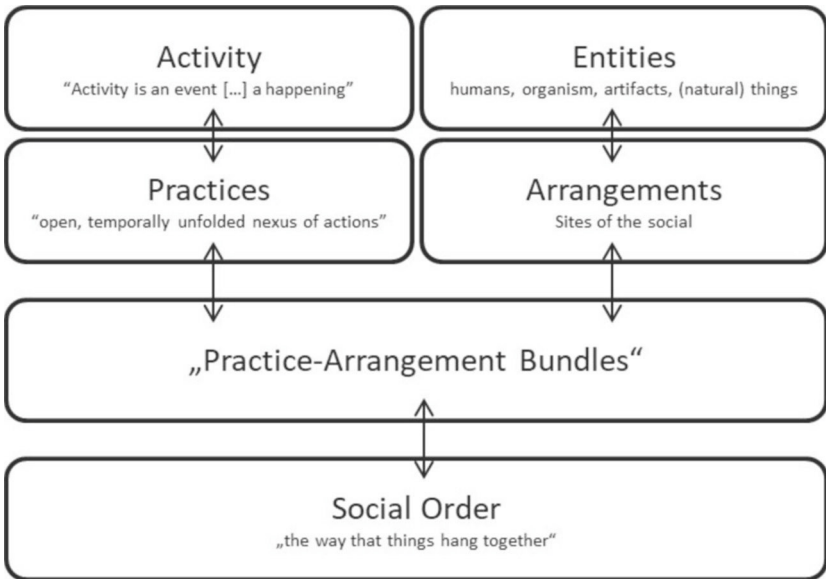 Activity
“Activity is an event […] a happening”
Entities
humans, organism, artifacts, (natural) things
Practices
“open, temporally unfolded nexus of actions”
Arrangements
Sites of the social
„Practice-Arrangement Bundles“
Social Order
„the way that things hang together“